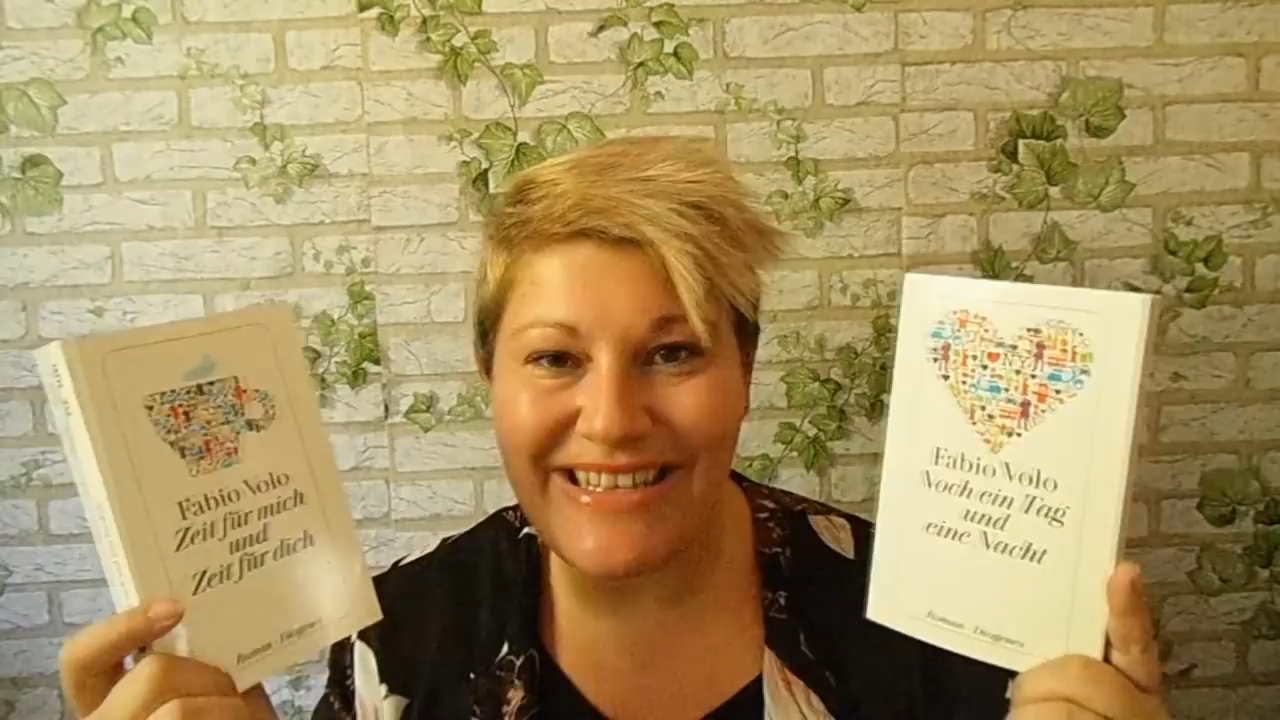 Fabio Volo
Zeit für mich
und
Zeit für dich
Roman · Diogenes
Fabio Volo
Noch ein Tag
und
eine Nacht
Roman · Diogenes